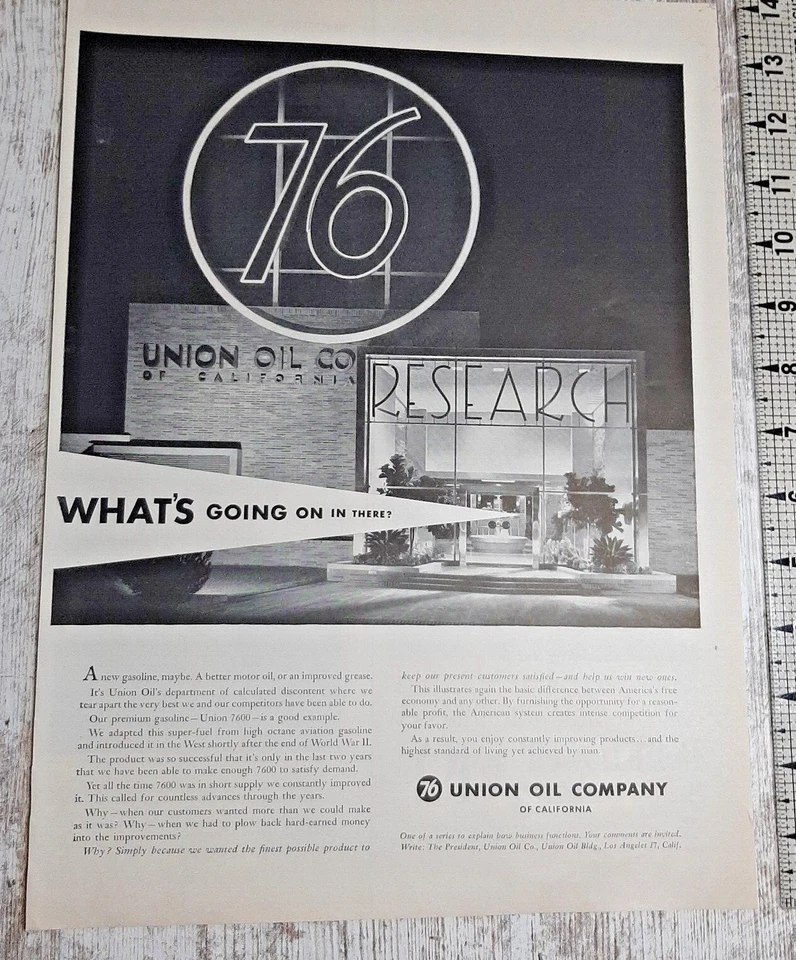 76
UNION OIL CO
OF CALIFORNIA
RESEARCH
WHAT'S GOING ON IN THERE?
A new gasoline, maybe. A better motor oil, or an improved grease.
It's Union Oil's department of calculated discontent where we
tear apart the very best we and our competitors have been able to do.
Our premium gasoline—Union 7600—is a good example.
We adapted this super-fuel from high octane aviation gasoline
and introduced it in the West shortly after the end of World War II.
The product was so successful that it's only in the last two years
that we have been able to make enough 7600 to satisfy demand.
Yet all the time 7600 was in short supply we constantly improved
it. This called for countless advances through the years.
Why—when our customers wanted more than we could make
as it was? Why—when we had to plow back hard-earned money
into the improvements?
Why? Simply because we wanted the finest possible product to
keep our present customers satisfied—and help us win new ones.
This illustrates again the basic difference between America's free
economy and any other. By furnishing the opportunity for a reason-
able profit, the American system creates intense competition for
your favor.
As a result, you enjoy constantly improving products...and the
highest standard of living yet achieved by man.
76 UNION OIL COMPANY
OF CALIFORNIA
One of a series to explain how business functions. Your comments are invited.
Write: The President, Union Oil Co., Union Oil Bldg., Los Angeles 17, Calif.
14
13
12
11
10
9
8
7
6